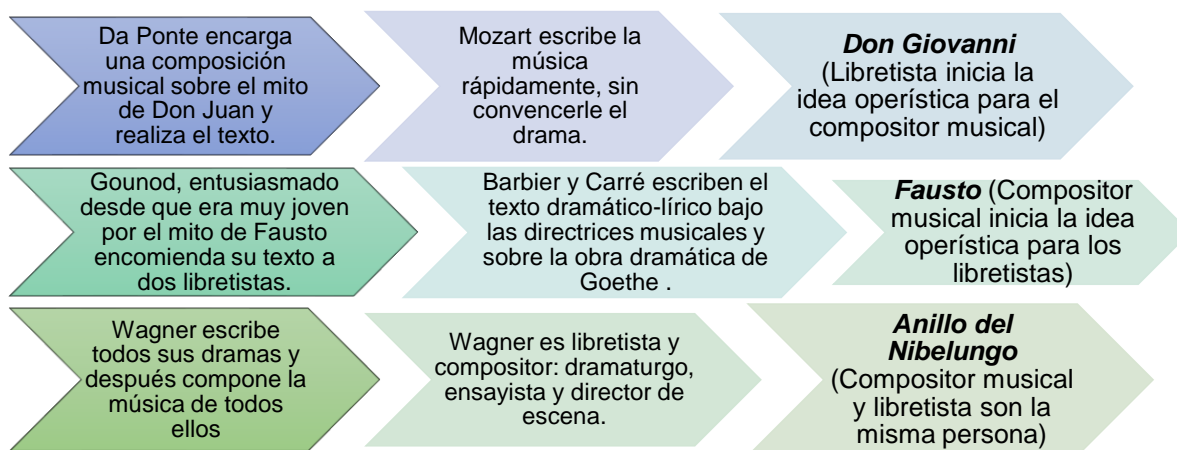 Da Ponte encarga
una composición
musical sobre el mito
de Don Juan y
realiza el texto.
Mozart escribe la
música
rápidamente, sin
convencerle el
drama.
Don Giovanni
(Libretista inicia la
idea operística para el
compositor musical)
Gounod, entusiasmado
desde que era muy joven
por el mito de Fausto
encomienda su texto a
dos libretistas.
Barbier y Carré escriben el
texto dramático-lírico bajo
las directrices musicales y
sobre la obra dramática de
Goethe .
Fausto (Compositor
musical inicia la idea
operística para los
libretistas)
Wagner escribe
todos sus dramas y
después compone la
música de todos
ellos
Wagner es libretista y
compositor: dramaturgo,
ensayista y director de
escena.
Anillo del
Nibelungo
(Compositor musical
y libretista son la
misma persona)